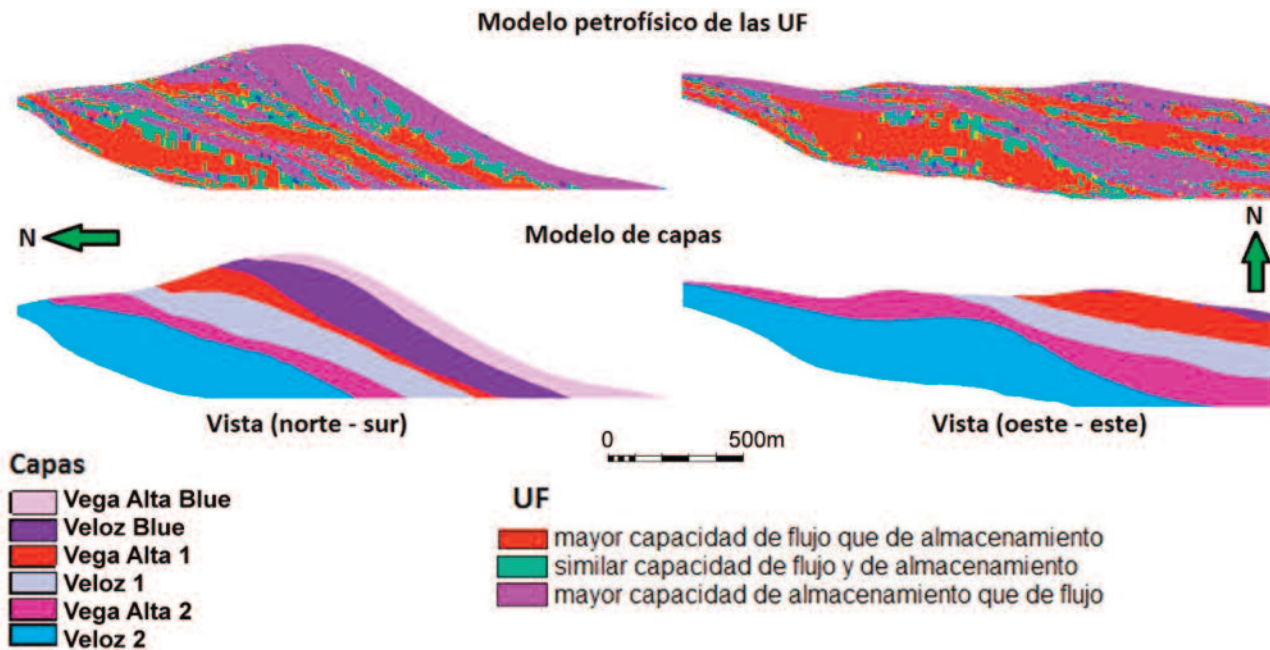 Modelo petrofísico de las UF
N
Modelo de capas
N
Vista (norte - sur)
Vista (oeste - este)
0 500m
Capas
Vega Alta Blue
Veloz Blue
Vega Alta 1
Veloz 1
Vega Alta 2
Veloz 2
UF
mayor capacidad de flujo que de almacenamiento
similar capacidad de flujo y de almacenamiento
mayor capacidad de almacenamiento que de flujo